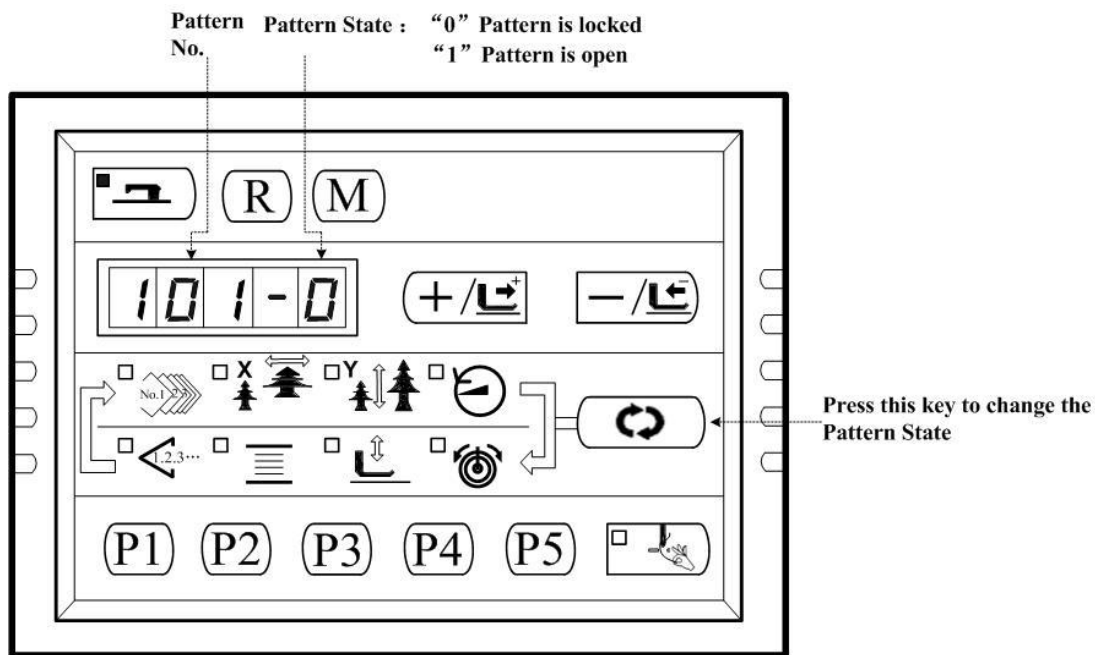 Pattern No.
Pattern State： “0” Pattern is locked
“1” Pattern is open
R
M
101-0
+/
+
-/
-
No.1 2.3
X
Y
1.2.3···
Press this key to change the
Pattern State
P1
P2
P3
P4
P5